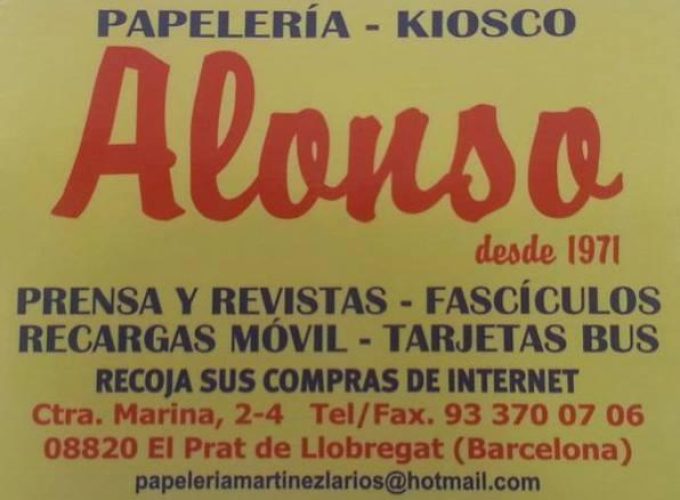 PAPELERÍA - KIOSCO
Alonso
desde 1971
PRENSA Y REVISTAS - FASCÍCULOS
RECARGAS MÓVIL - TARJETAS BUS
RECOJA SUS COMPRAS DE INTERNET
Ctra. Marina, 2-4 Tel/Fax. 93 370 07 06
08820 El Prat de Llobregat (Barcelona)
papeleriamartinezlarios@hotmail.com